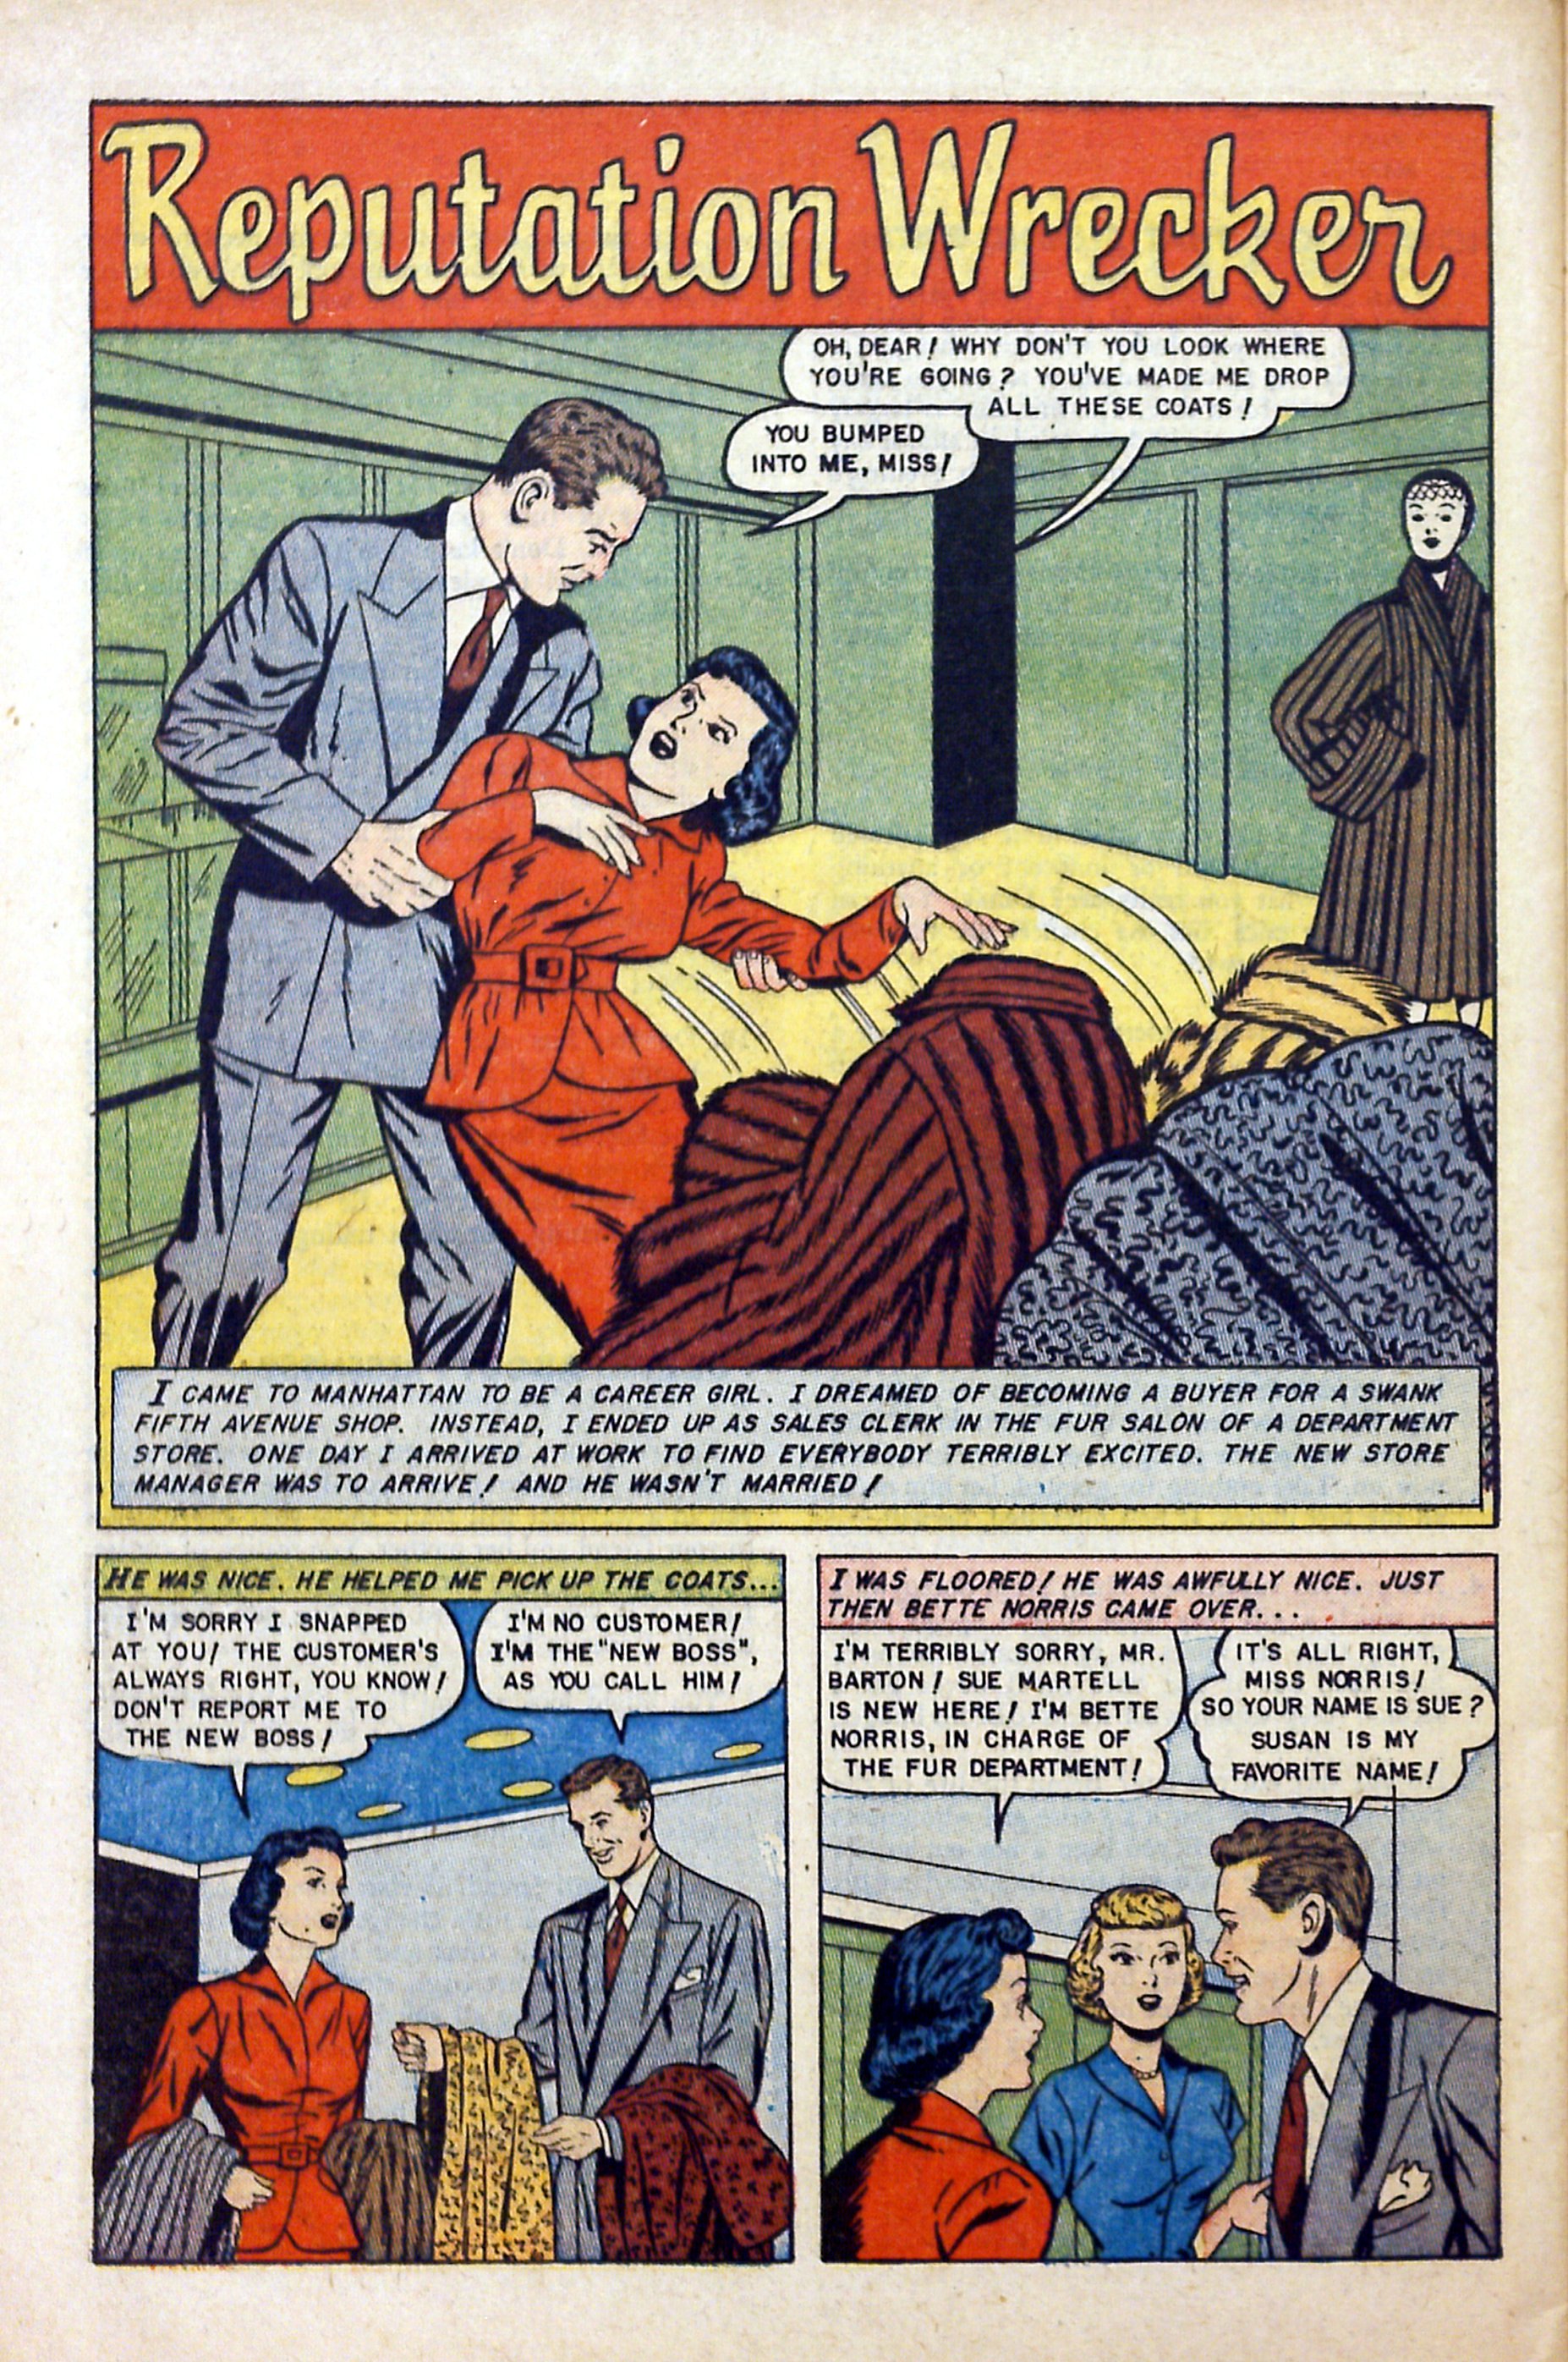 Reputation Wrecker
OH, DEAR! WHY DON'T YOU LOOK WHERE
YOU'RE GOING? YOU'VE MADE ME DROP
ALL THESE COATS!
YOU BUMPED
INTO ME, MISS!
I CAME TO MANHATTAN TO BE A CAREER GIRL. I DREAMED OF BECOMING A BUYER FOR A SWANK
FIFTH AVENUE SHOP. INSTEAD, I ENDED UP AS SALES CLERK IN THE FUR SALON OF A DEPARTMENT
STORE. ONE DAY I ARRIVED AT WORK TO FIND EVERYBODY TERRIBLY EXCITED. THE NEW STORE
MANAGER WAS TO ARRIVE! AND HE WASN'T MARRIED!
HE WAS NICE. HE HELPED ME PICK UP THE COATS...
I'M SORRY I SNAPPED
AT YOU! THE CUSTOMER'S
ALWAYS RIGHT, YOU KNOW!
DON'T REPORT ME TO
THE NEW BOSS!
I'M NO CUSTOMER!
I'M THE "NEW BOSS",
AS YOU CALL HIM!
I WAS FLOORED! HE WAS AWFULLY NICE. JUST
THEN BETTE NORRIS CAME OVER...
I'M TERRIBLY SORRY, MR.
BARTON! SUE MARTELL
IS NEW HERE! I'M BETTE
NORRIS, IN CHARGE OF
THE FUR DEPARTMENT!
IT'S ALL RIGHT,
MISS NORRIS!
SO YOUR NAME IS SUE?
SUSAN IS MY
FAVORITE NAME!